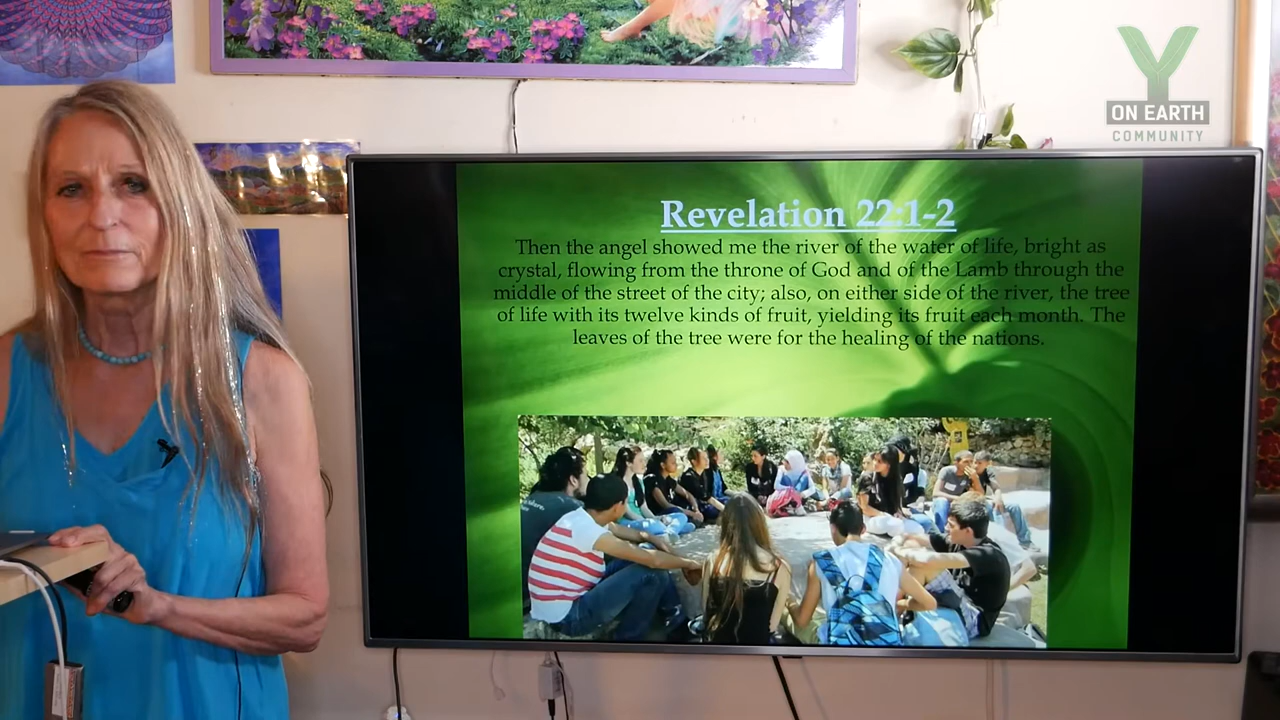 Y
ON EARTH
COMMUNITY
Revelation 22:1-2
Then the angel showed me the river of the water of life, bright as
crystal, flowing from the throne of God and of the Lamb through the
middle of the street of the city; also, on either side of the river, the tree
of life with its twelve kinds of fruit, yielding its fruit each month. The
leaves of the tree were for the healing of the nations.